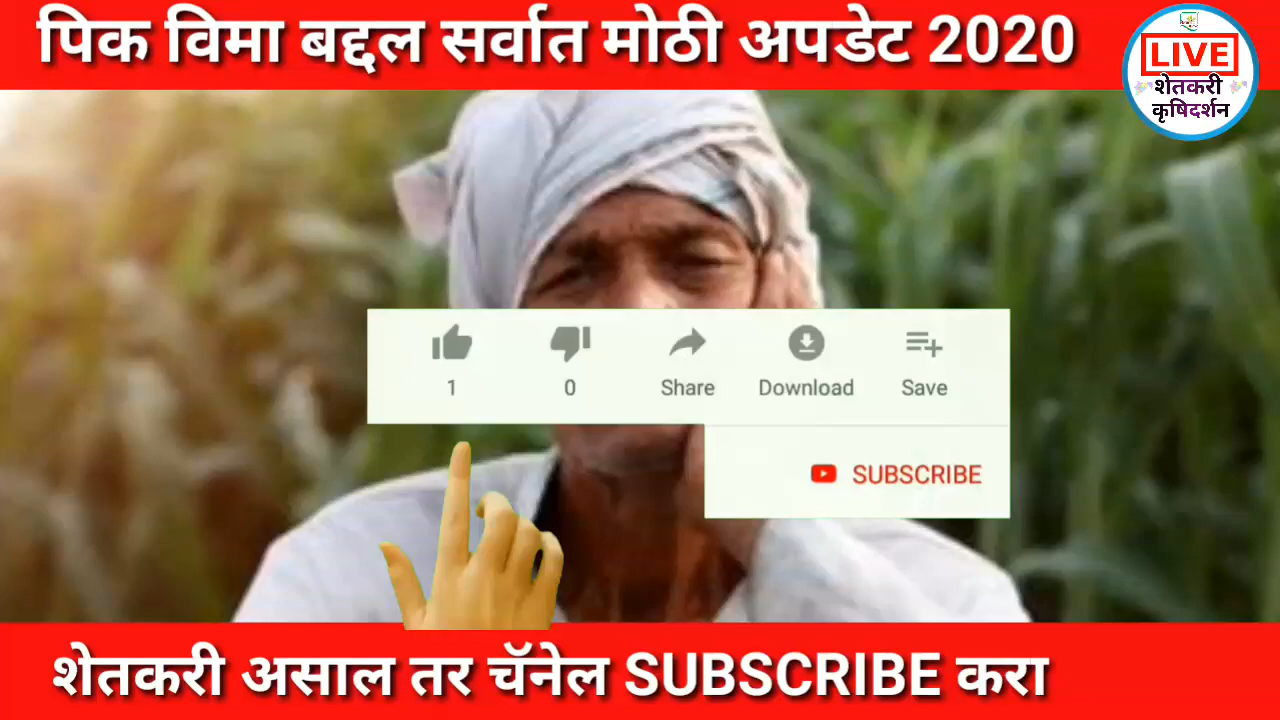 पिक विमा बद्दल सर्वात मोठी अपडेट 2020
LIVE
शेतकरी
कृषिदर्शन
1 0 Share Download Save
SUBSCRIBE
शेतकरी असाल तर चॅनेल SUBSCRIBE करा